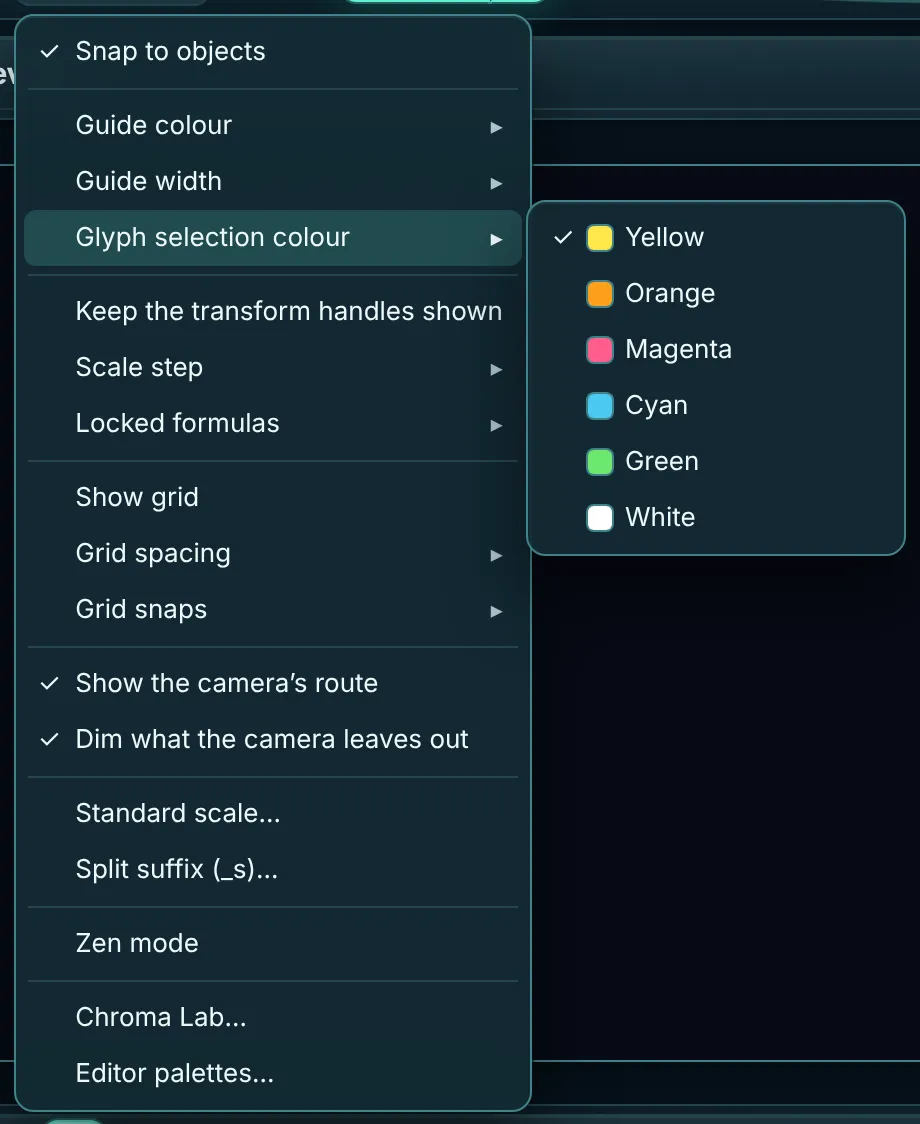 Snap to objects
Guide colour
Guide width
Glyph selection colour
Keep the transform handles shown
Scale step
Locked formulas
Show grid
Grid spacing
Grid snaps
Show the camera’s route
Dim what the camera leaves out
Standard scale...
Split suffix (_s)...
Zen mode
Chroma Lab...
Editor palettes...
Yellow
Orange
Magenta
Cyan
Green
White